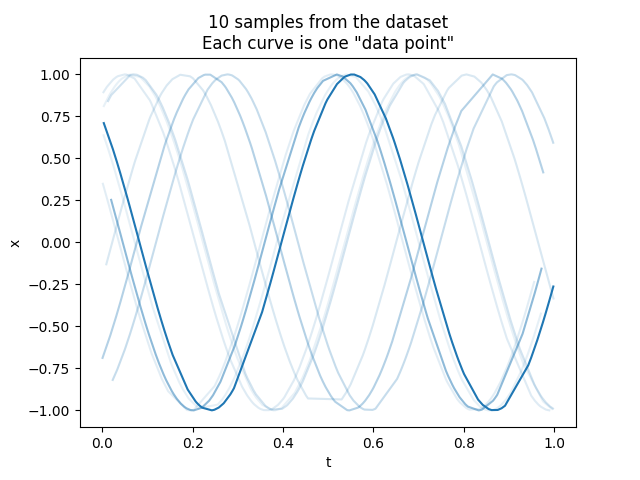 10 samples from the dataset
Each curve is one "data point"
1.00
0.75
0.50
0.25
0.00
−0.25
−0.50
−0.75
−1.00
x
0.0 0.2 0.4 0.6 0.8 1.0
t